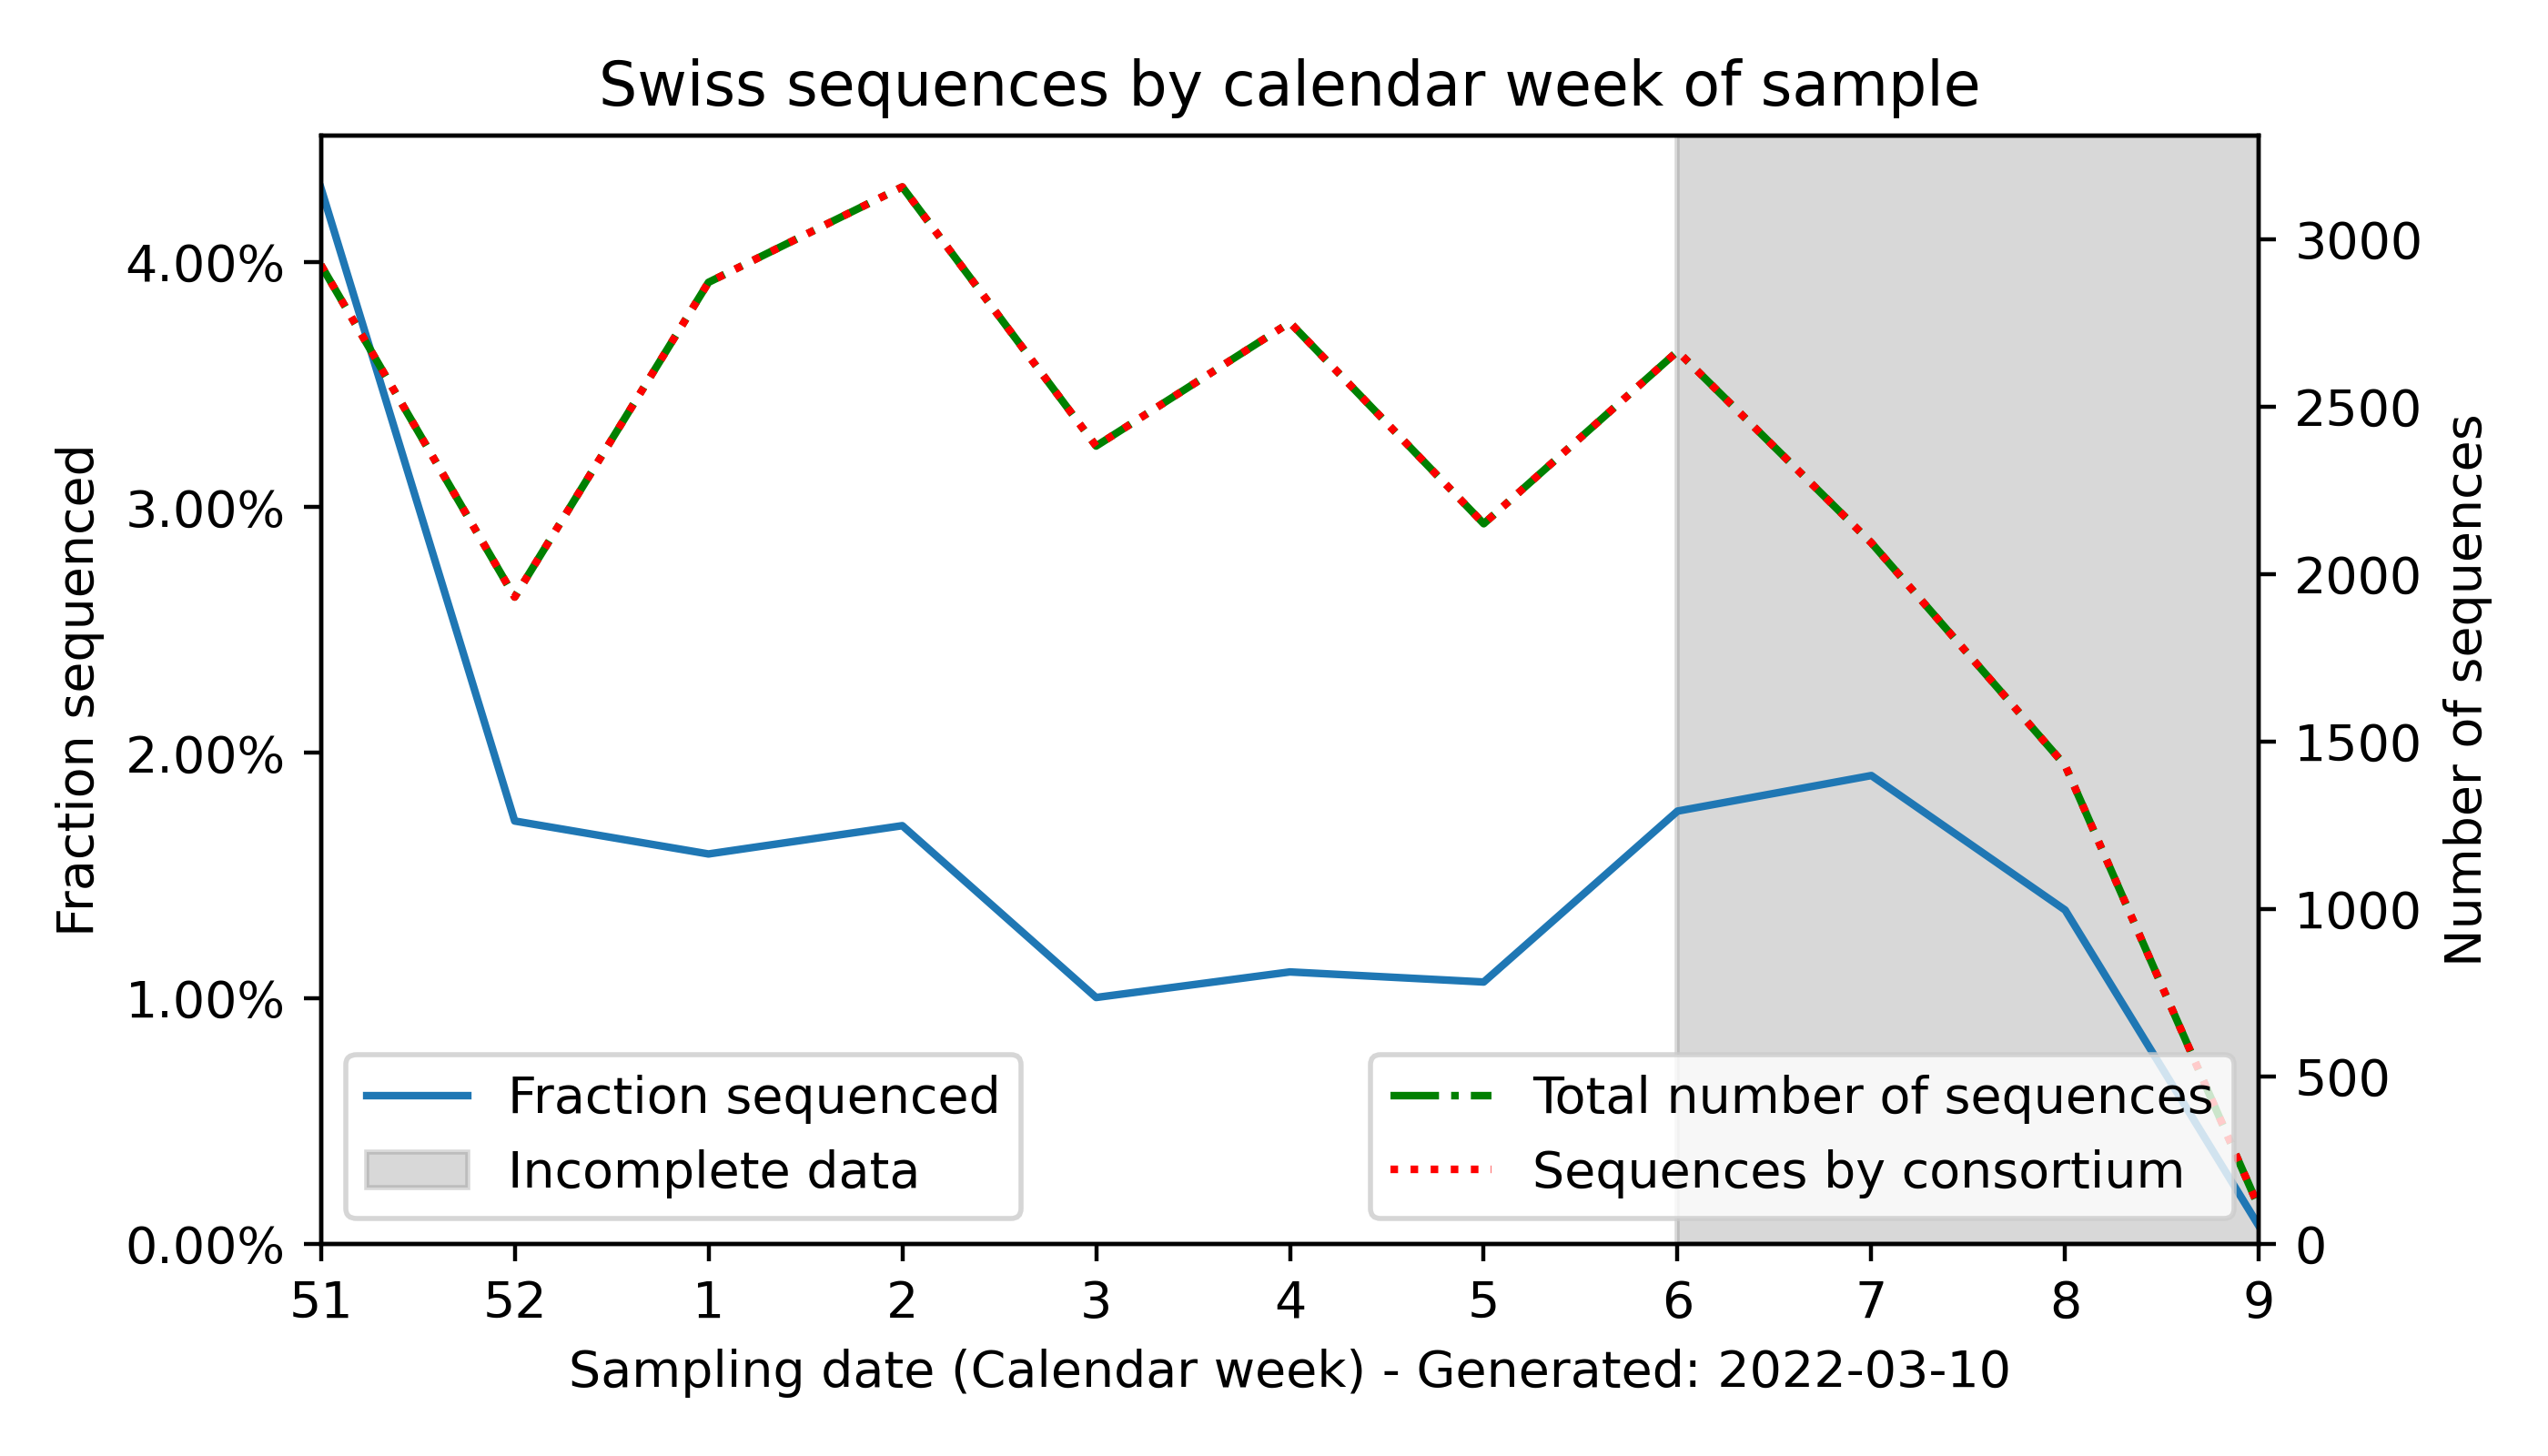 Swiss sequences by calendar week of sample
Fraction sequenced
4.00%
3.00%
2.00%
1.00%
0.00%
3000
2500
2000
1500
1000
500
0
Number of sequences
Fraction sequenced
Incomplete data
Total number of sequences
Sequences by consortium
51 52 1 2 3 4 5 6 7 8 9
Sampling date (Calendar week) - Generated: 2022-03-10